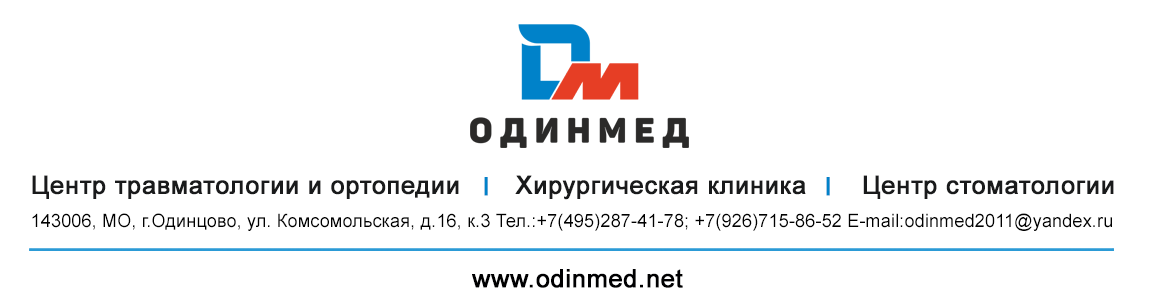 ОДИНМЕД
Центр травматологии и ортопедии | Хирургическая клиника | Центр стоматологии
143006, МО, г.Одинцово, ул. Комсомольская, д.16, к.3 Тел.:+7(495)287-41-78; +7(926)715-86-52 E-mail:odinmed2011@yandex.ru
www.odinmed.net